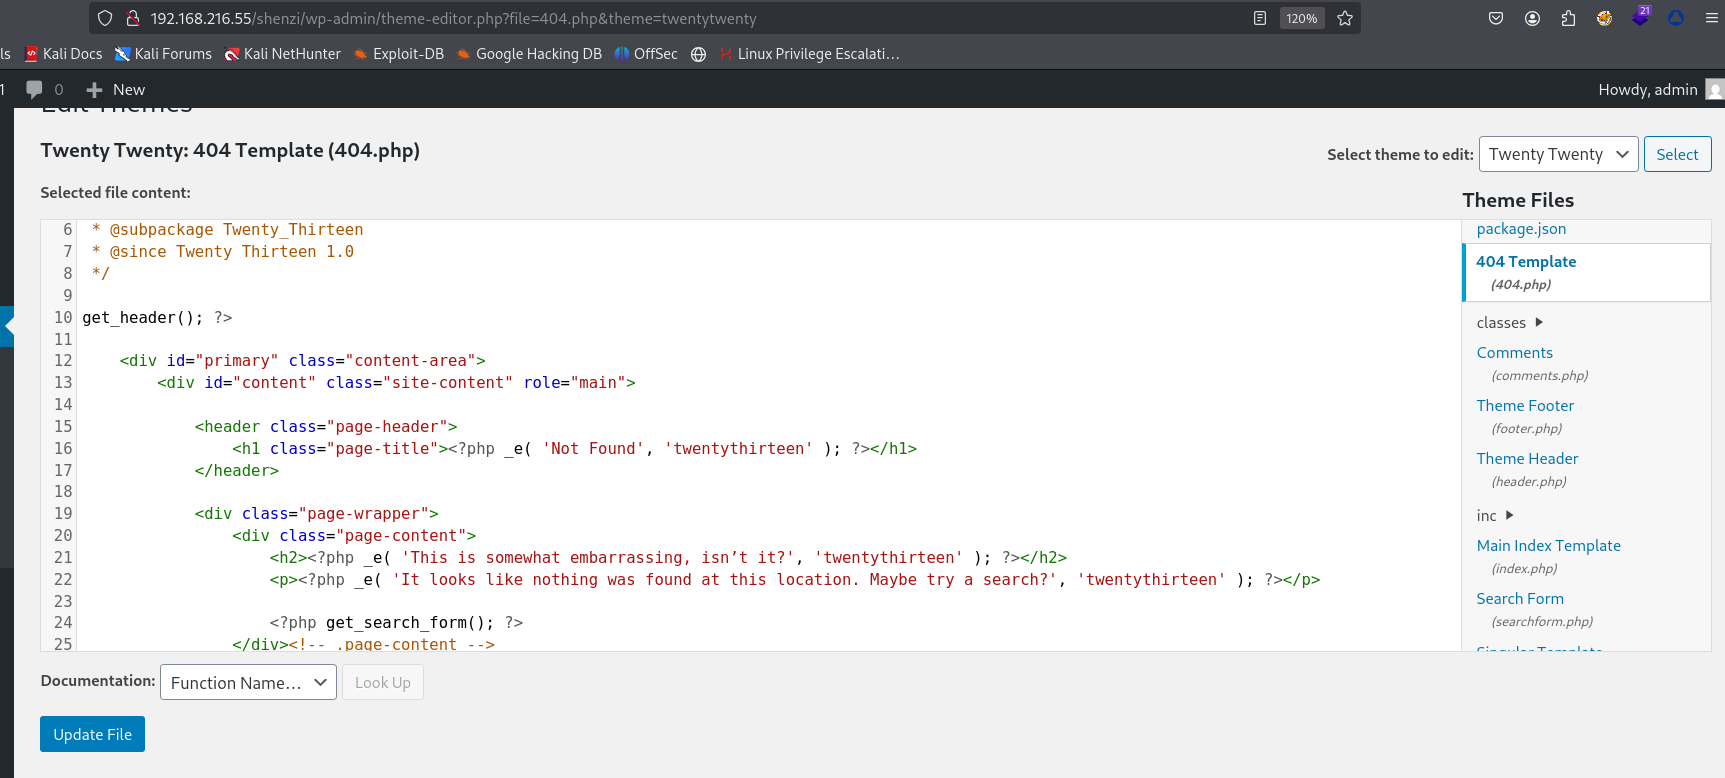 192.168.216.55/shenzi/wp-admin/theme-editor.php?file=404.php&theme=twentytwenty
120%
21
ls Kali Docs Kali Forums Kali NetHunter Exploit-DB Google Hacking DB OffSec Linux Privilege Escalati…
1 0 New Howdy, admin
Edit Themes
Twenty Twenty: 404 Template (404.php)
Select theme to edit: Twenty Twenty Select
Selected file content:
Theme Files
6 * @subpackage Twenty_Thirteen
7 * @since Twenty Thirteen 1.0
8 */
9
10 get_header(); ?>
11
12 <div id="primary" class="content-area">
13 <div id="content" class="site-content" role="main">
14
15 <header class="page-header">
16 <h1 class="page-title"><?php _e( 'Not Found', 'twentythirteen' ); ?></h1>
17 </header>
18
19 <div class="page-wrapper">
20 <div class="page-content">
21 <h2><?php _e( 'This is somewhat embarrassing, isn’t it?', 'twentythirteen' ); ?></h2>
22 <p><?php _e( 'It looks like nothing was found at this location. Maybe try a search?', 'twentythirteen' ); ?></p>
23
24 <?php get_search_form(); ?>
25 </div><!-- .page-content -->
package.json
404 Template
(404.php)
classes
Comments
(comments.php)
Theme Footer
(footer.php)
Theme Header
(header.php)
inc
Main Index Template
(index.php)
Search Form
(searchform.php)
Singular Template
Documentation: Function Name… Look Up
Update File